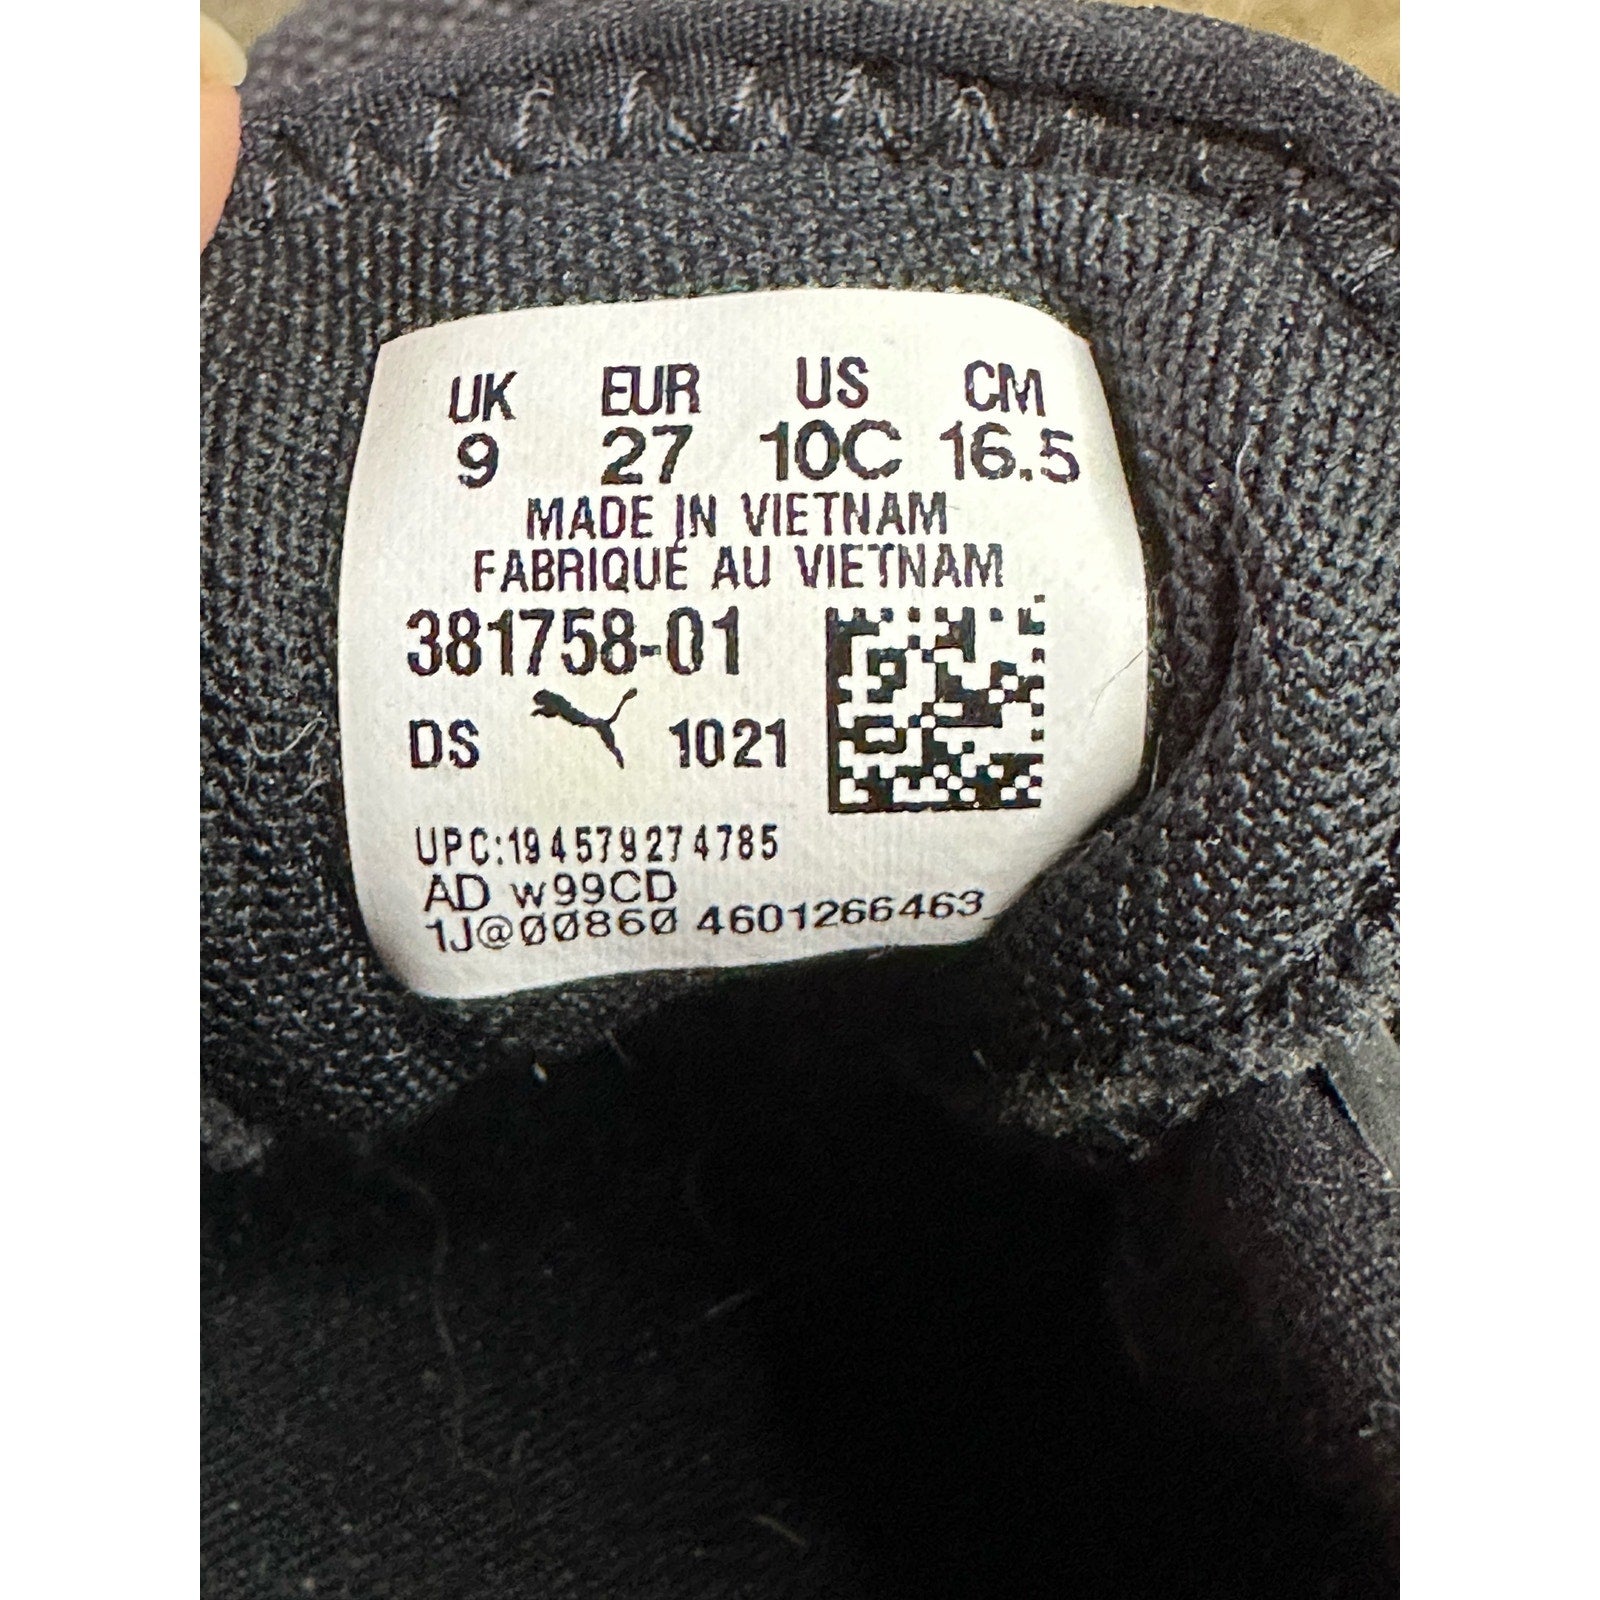 UK EUR US CM
9 27 10C 16.5
MADE IN VIETNAM
FABRIQUÉ AU VIETNAM
381758-01
DS 1021
UPC:194579274785
AD w99CD
1J@00860 4601266463_